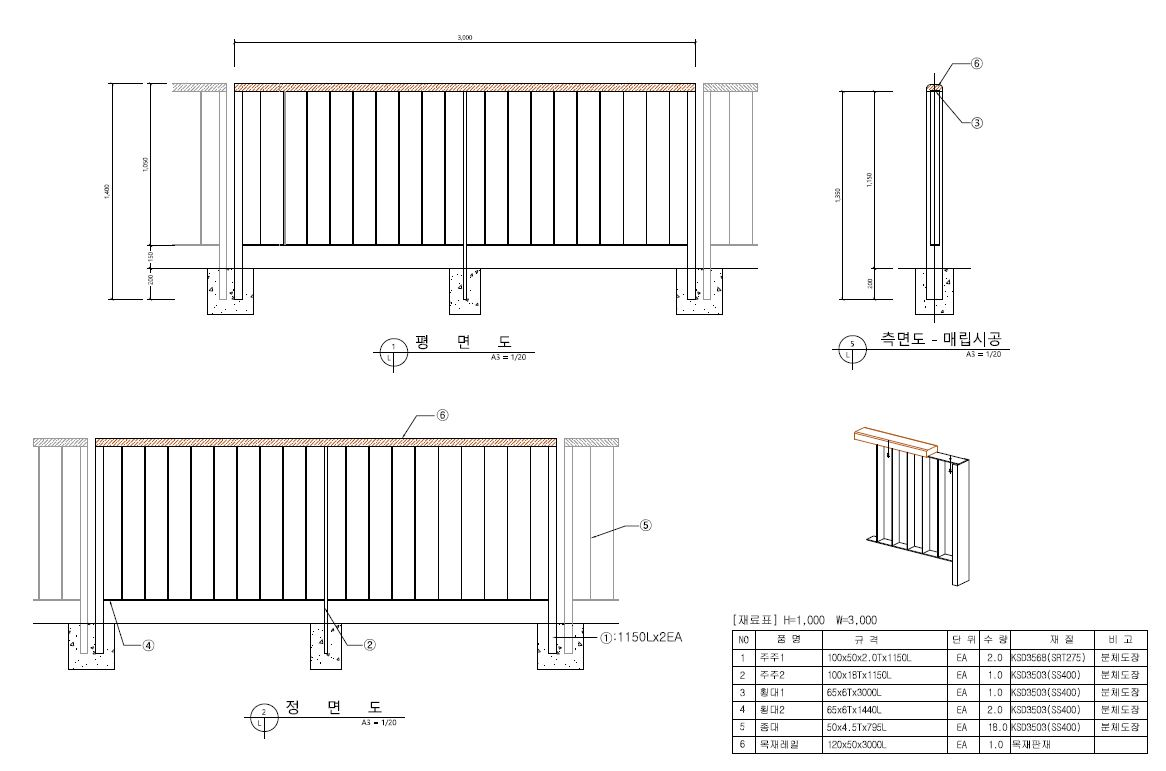 3,000
1,400
1,050
150
200
1
L
평 면 도
A3 = 1/20
⑥
③
1,350
1,150
200
5
L
측면도 - 매립시공
A3 = 1/20
⑥
⑤
④
②
①:1150Lx2EA
2
L
정 면 도
A3 = 1/20
[재료표] H=1,000 W=3,000
NO 품 명 규 격 단 위 수 량 재 질 비 고
1 주주1 100x50x2.0Tx1150L EA 2.0 KSD3568(SRT275) 분체도장
2 주주2 100x18Tx1150L EA 1.0 KSD3503(SS400) 분체도장
3 횡대1 65x6Tx3000L EA 1.0 KSD3503(SS400) 분체도장
4 횡대2 65x6Tx1440L EA 2.0 KSD3503(SS400) 분체도장
5 종대 50x4.5Tx795L EA 18.0 KSD3503(SS400) 분체도장
6 목재레일 120x50x3000L EA 1.0 목재판재